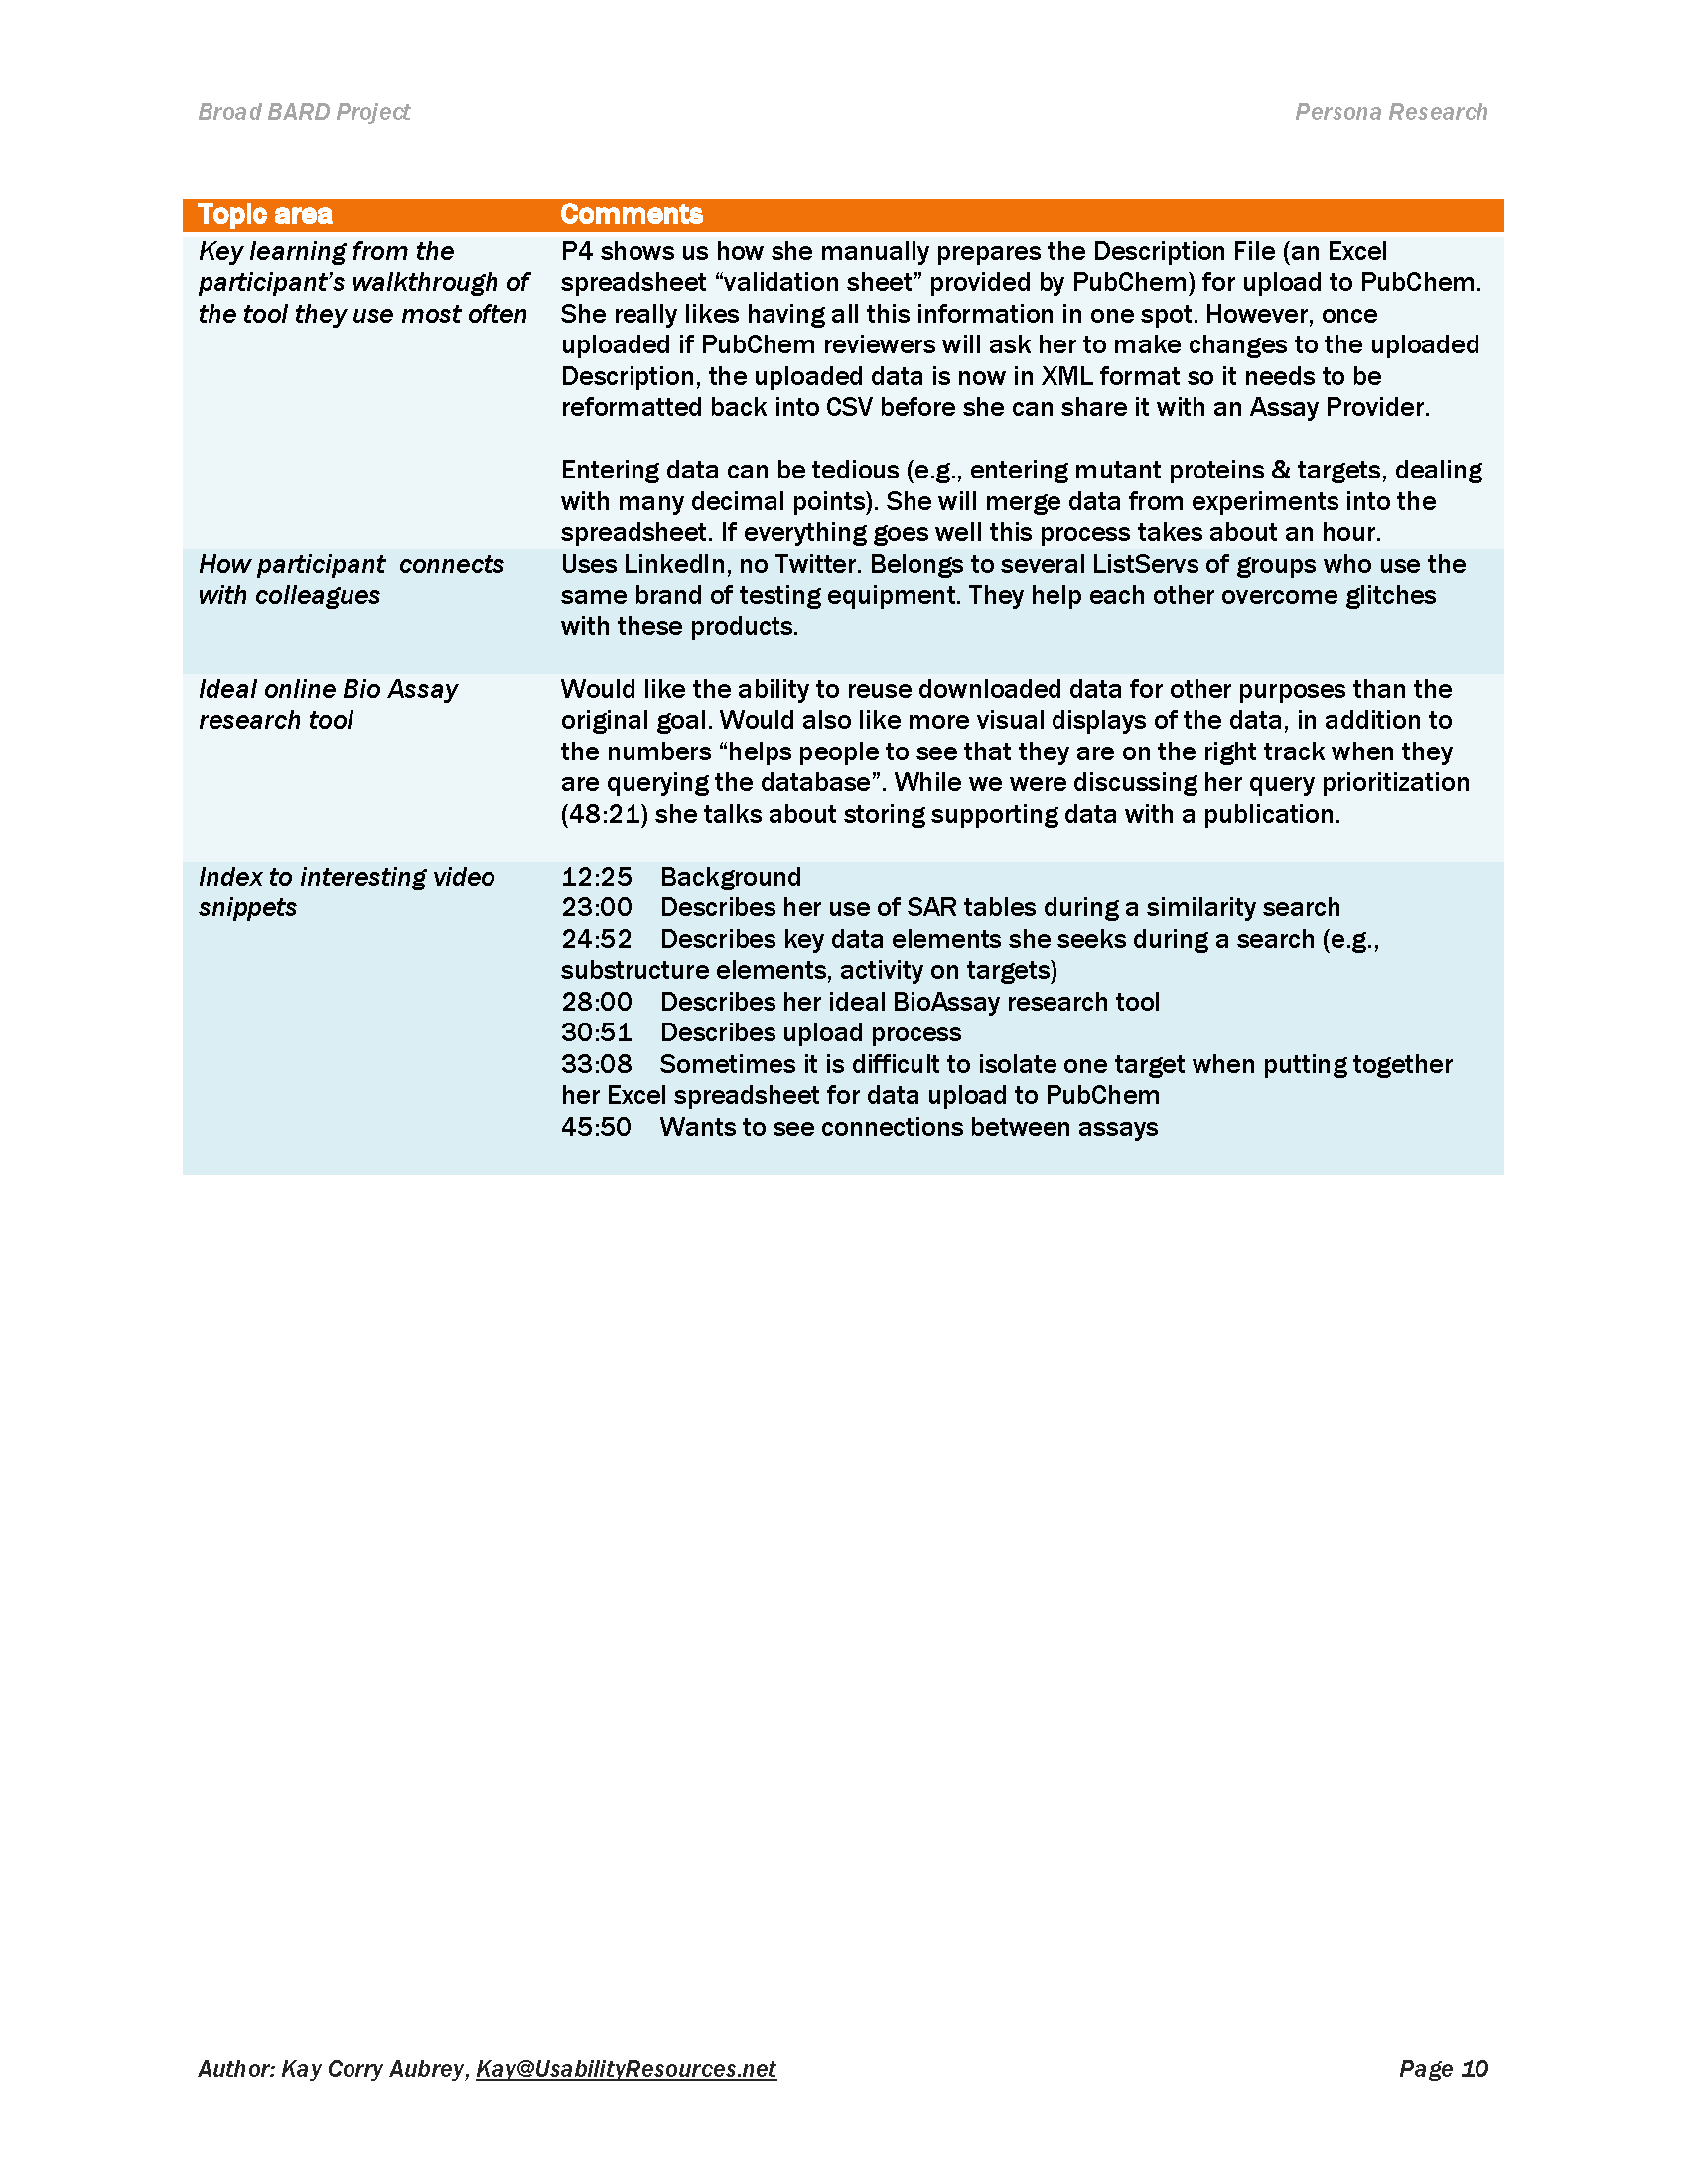 Broad BARD Project
Persona Research
Topic area
Comments
Key learning from the
participant’s walkthrough of
the tool they use most often
P4 shows us how she manually prepares the Description File (an Excel
spreadsheet “validation sheet” provided by PubChem) for upload to PubChem.
She really likes having all this information in one spot. However, once
uploaded if PubChem reviewers will ask her to make changes to the uploaded
Description, the uploaded data is now in XML format so it needs to be
reformatted back into CSV before she can share it with an Assay Provider.
Entering data can be tedious (e.g., entering mutant proteins & targets, dealing
with many decimal points). She will merge data from experiments into the
spreadsheet. If everything goes well this process takes about an hour.
How participant  connects
with colleagues
Uses LinkedIn, no Twitter. Belongs to several ListServs of groups who use the
same brand of testing equipment. They help each other overcome glitches
with these products.
Ideal online Bio Assay
research tool
Would like the ability to reuse downloaded data for other purposes than the
original goal. Would also like more visual displays of the data, in addition to
the numbers “helps people to see that they are on the right track when they
are querying the database”. While we were discussing her query prioritization
(48:21) she talks about storing supporting data with a publication.
Index to interesting video
snippets
12:25 Background
23:00 Describes her use of SAR tables during a similarity search
24:52 Describes key data elements she seeks during a search (e.g.,
substructure elements, activity on targets)
28:00 Describes her ideal BioAssay research tool
30:51 Describes upload process
33:08 Sometimes it is difficult to isolate one target when putting together
her Excel spreadsheet for data upload to PubChem
45:50 Wants to see connections between assays
Author: Kay Corry Aubrey, Kay@UsabilityResources.net
Page 10